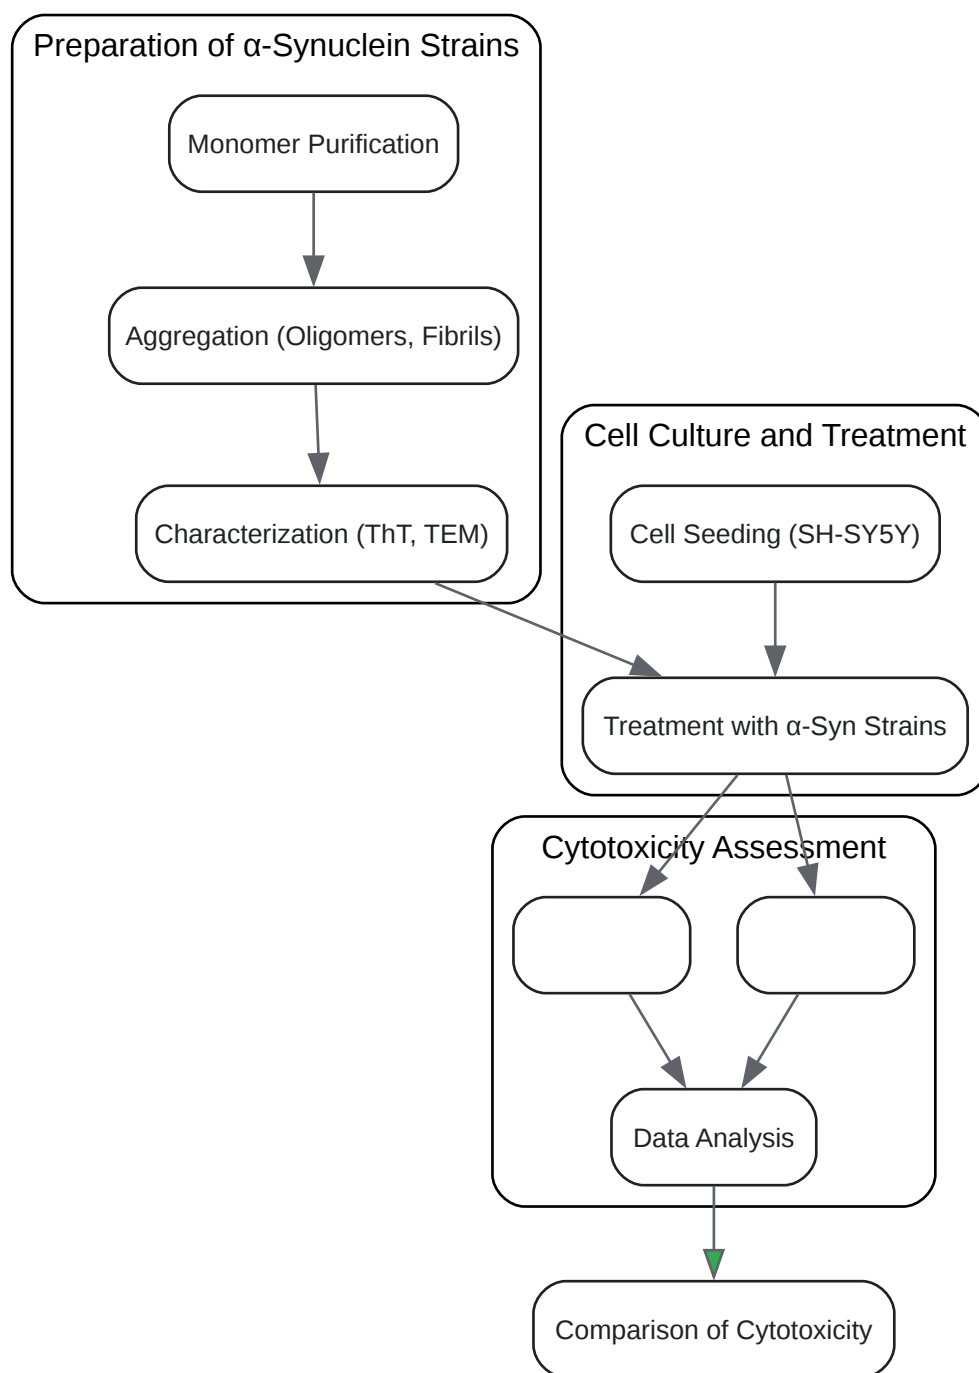 Preparation of α-Synuclein Strains
Monomer Purification
Aggregation (Oligomers, Fibrils)
Characterization (ThT, TEM)
Cell Culture and Treatment
Cell Seeding (SH-SY5Y)
Treatment with α-Syn Strains
Cytotoxicity Assessment
Data Analysis
Comparison of Cytotoxicity